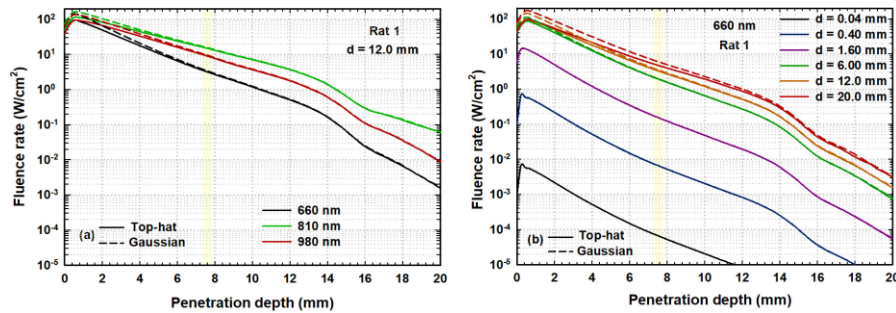 10²
10¹
10⁰
10⁻¹
10⁻²
10⁻³
10⁻⁴
10⁻⁵
Fluence rate (W/cm²)
Rat 1
d = 12.0 mm
660 nm
810 nm
980 nm
(a)
Top-hat
Gaussian
0 2 4 6 8 10 12 14 16 18 20
Penetration depth (mm)
10²
10¹
10⁰
10⁻¹
10⁻²
10⁻³
10⁻⁴
10⁻⁵
Fluence rate (W/cm²)
660 nm
Rat 1
d = 0.04 mm
d = 0.40 mm
d = 1.60 mm
d = 6.00 mm
d = 12.0 mm
d = 20.0 mm
(b)
Top-hat
Gaussian
0 2 4 6 8 10 12 14 16 18 20
Penetration depth (mm)